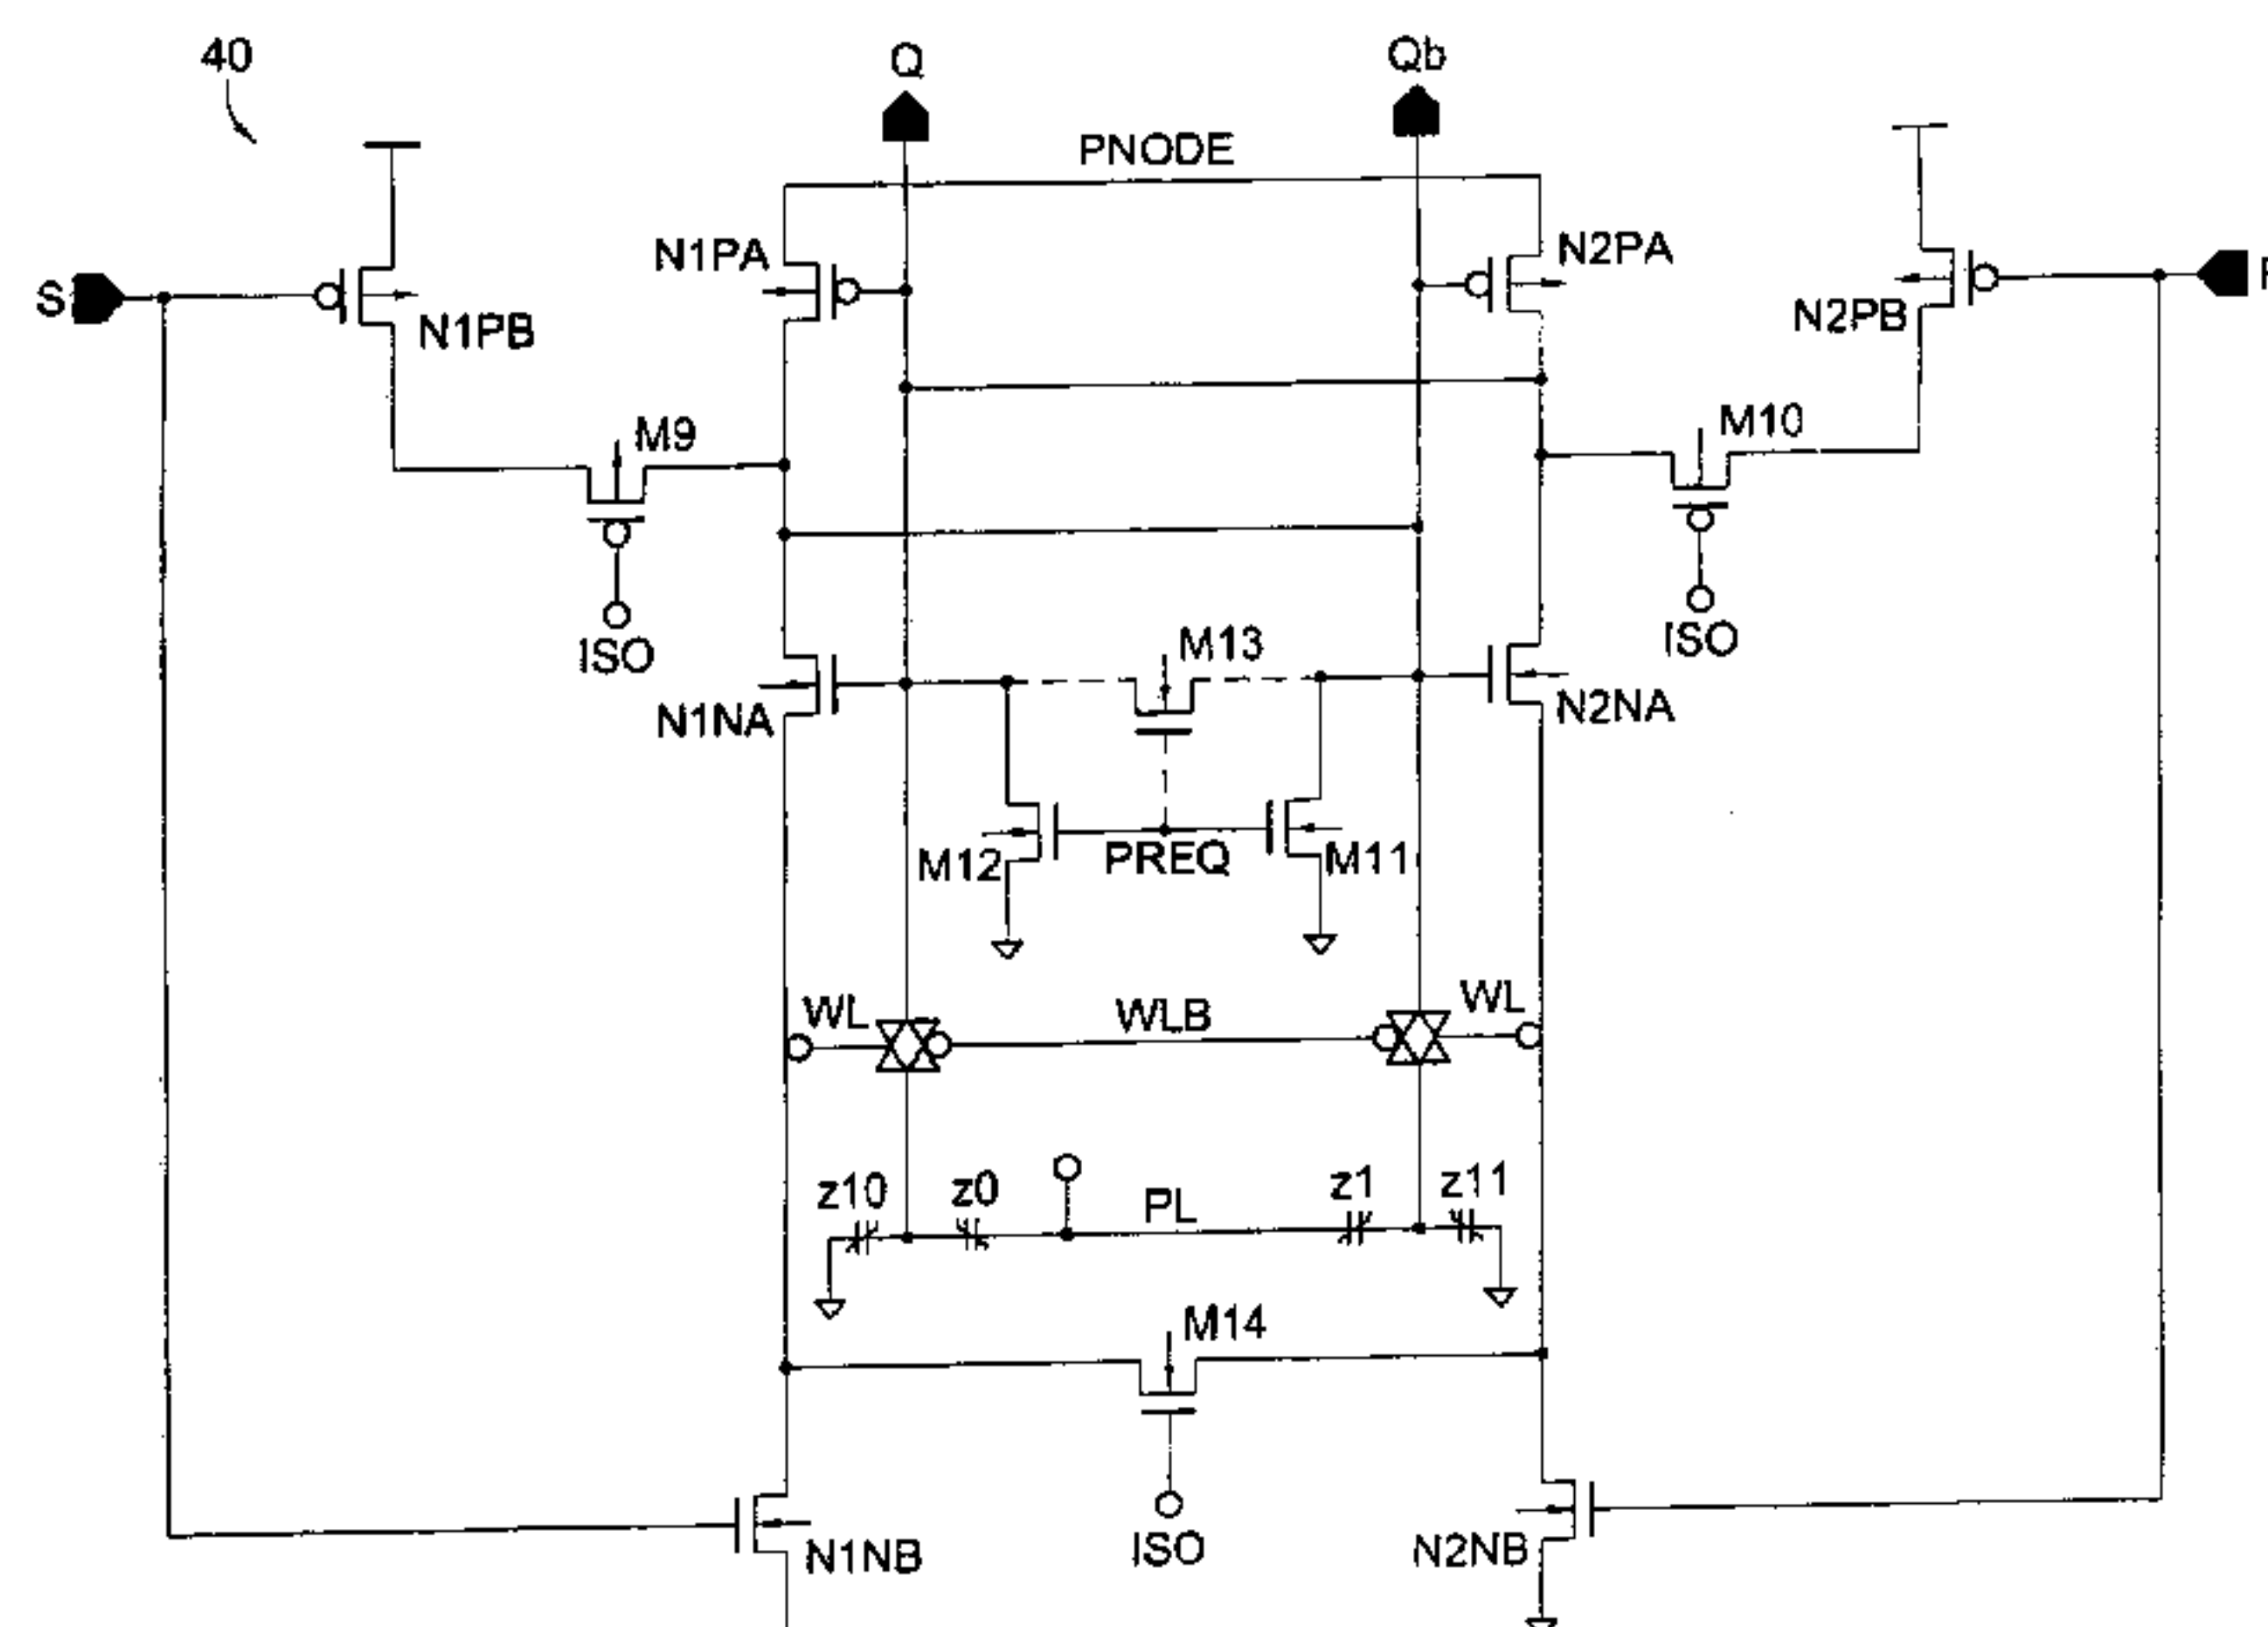 40
Q
Qb
PNODE
N1PA
N2PA
S
N1PB
N2PB
M9
M10
ISO
ISO
M13
N1NA
N2NA
M12
PREQ
M11
WL
WLB
WL
z10
z0
PL
z1
z11
M14
N1NB
ISO
N2NB